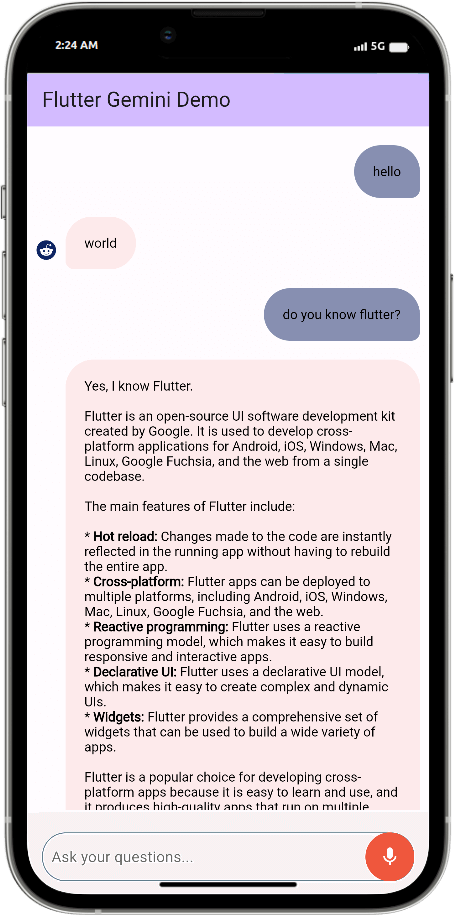 2:24 AM
5G
Flutter Gemini Demo
hello
world
do you know flutter?
Yes, I know Flutter.
Flutter is an open-source UI software development kit
created by Google. It is used to develop cross-
platform applications for Android, iOS, Windows, Mac,
Linux, Google Fuchsia, and the web from a single
codebase.
The main features of Flutter include:
* Hot reload: Changes made to the code are instantly
reflected in the running app without having to rebuild
the entire app.
* Cross-platform: Flutter apps can be deployed to
multiple platforms, including Android, iOS, Windows,
Mac, Linux, Google Fuchsia, and the web.
* Reactive programming: Flutter uses a reactive
programming model, which makes it easy to build
responsive and interactive apps.
* Declarative UI: Flutter uses a declarative UI model,
which makes it easy to create complex and dynamic
UIs.
* Widgets: Flutter provides a comprehensive set of
widgets that can be used to build a wide variety of
apps.
Flutter is a popular choice for developing cross-
platform apps because it is easy to learn and use, and
it produces high-quality apps that run on multiple
Ask your questions...